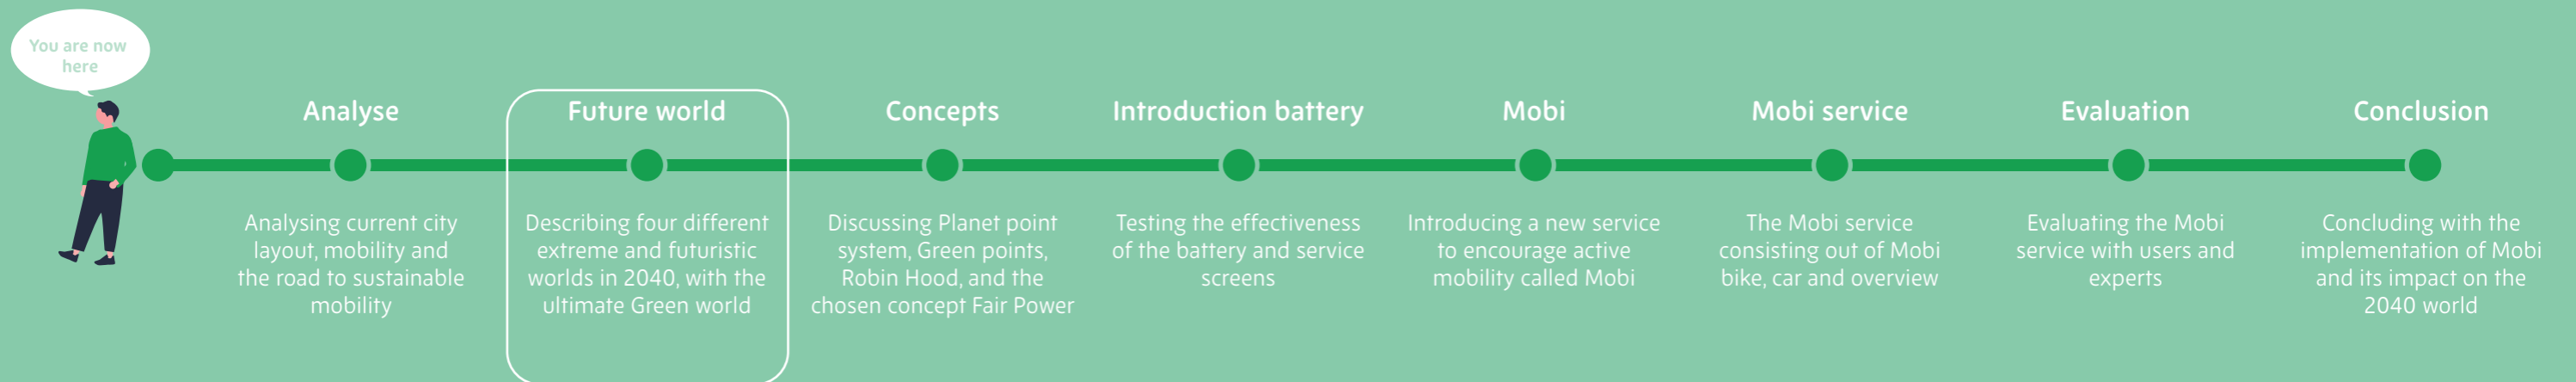 You are now
here
Analyse
Analysing current city
layout, mobility and
the road to sustainable
mobility
Future world
Describing four different
extreme and futuristic
worlds in 2040, with the
ultimate Green world
Concepts
Discussing Planet point
system, Green points,
Robin Hood, and the
chosen concept Fair Power
Introduction battery
Testing the effectiveness
of the battery and service
screens
Mobi
Introducing a new service
to encourage active
mobility called Mobi
Mobi service
The Mobi service
consisting out of Mobi
bike, car and overview
Evaluation
Evaluating the Mobi
service with users and
experts
Conclusion
Concluding with the
implementation of Mobi
and its impact on the
2040 world